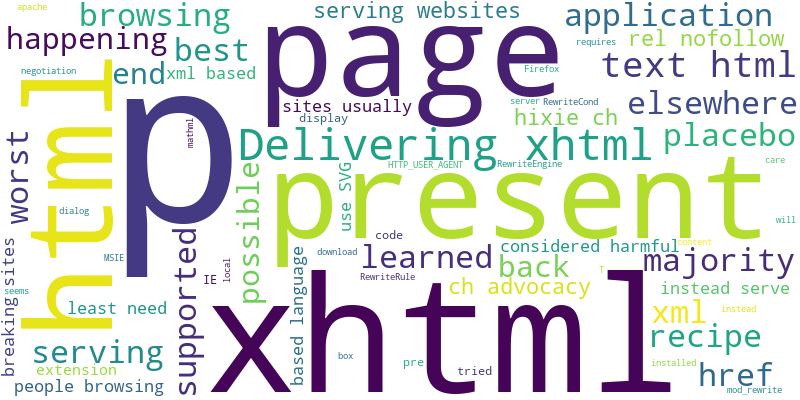 apache
browsing
serving websites
application
happening
page
best
rel nofollow
requires
negotiation
end
xml based
Firefox
text html
html
p
sites usually
server
RewriteCond
elsewhere
display
hixie ch
mathml
Delivering xhtml
placebo
worst
HTTP_USER_AGENT
RewriteEngine
care
possible
use SVG
present
dialog
will
supported
code
considered harmful
content
MSIE
local
download
learned
back
majority
breaking sites
based language
T
seems
IE
RewriteRule
ch advocacy
instead serve
xhtml
least need
xml
instead
recipe
serving
box
pre
tried
installed
extension
href
people browsing
mod_rewrite